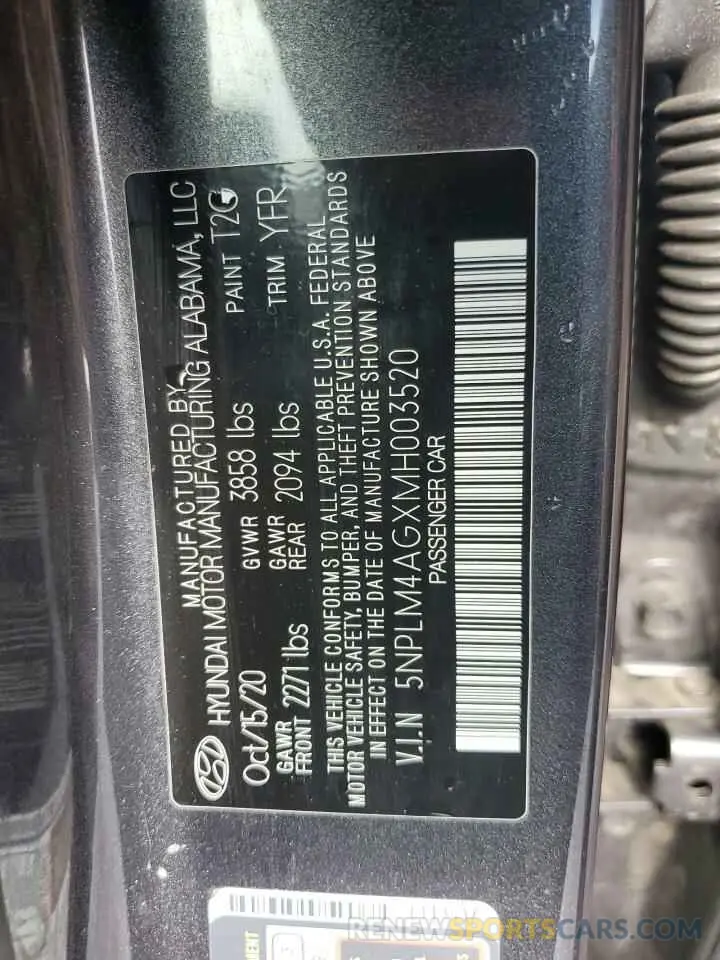 MANUFACTURED BY
HYUNDAI MOTOR MANUFACTURING ALABAMA, LLC
Oct/15/20 GVWR 3858 lbs PAINT T2G
GAWR FRONT 2271 lbs GAWR REAR 2094 lbs TRIM YFR
THIS VEHICLE CONFORMS TO ALL APPLICABLE U.S.A. FEDERAL
MOTOR VEHICLE SAFETY, BUMPER, AND THEFT PREVENTION STANDARDS
IN EFFECT ON THE DATE OF MANUFACTURE SHOWN ABOVE
V.I.N 5NPLM4AGXMH003520
PASSENGER CAR
RENEWSPORTSCARS.COM